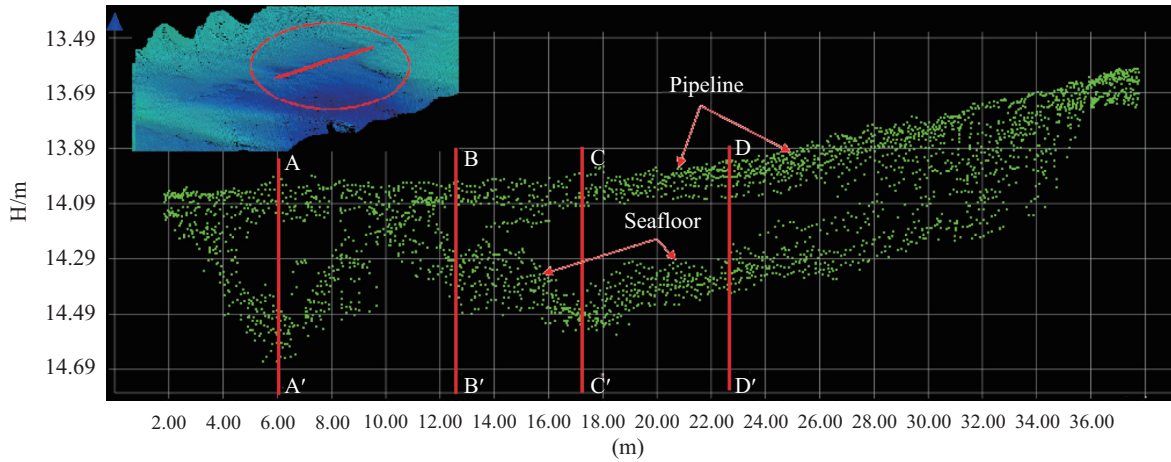 13.49
13.69
13.89
14.09
14.29
14.49
14.69
H/m
Pipeline
A
B
C
D
Seafloor
A′
B′
C′
D′
2.00 4.00 6.00 8.00 10.00 12.00 14.00 16.00 18.00 20.00 22.00 24.00 26.00 28.00 30.00 32.00 34.00 36.00
(m)